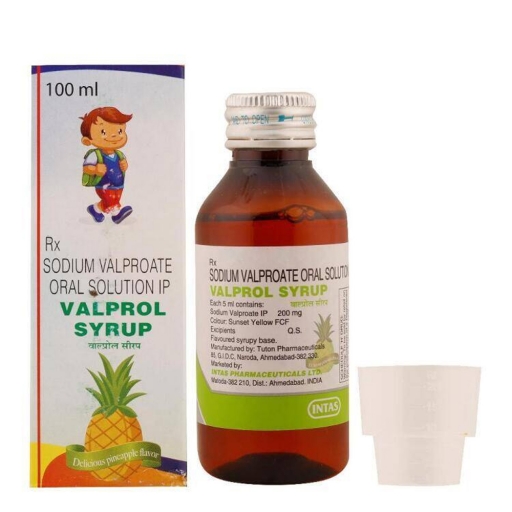 100 ml
Rx
SODIUM VALPROATE
ORAL SOLUTION IP
VALPROL
SYRUP
वाल्प्रोल सीरप
Delicious pineapple flavor
OPEN
Rx
SODIUM VALPROATE ORAL SOLUTION
VALPROL SYRUP
वाल्प्रोल सीरप
Each 5 ml contains:
Sodium Valproate IP 200 mg
Colour: Sunset Yellow FCF
Excipients Q.S.
Flavoured syrupy base.
Manufactured by: Tuton Pharmaceuticals
G.I.D.C, Naroda, Ahmedabad-382 330.
Marketed by:
INTAS PHARMACEUTICALS LTD.
Matoda-382 210, Dist.: Ahmedabad. INDIA
INTAS